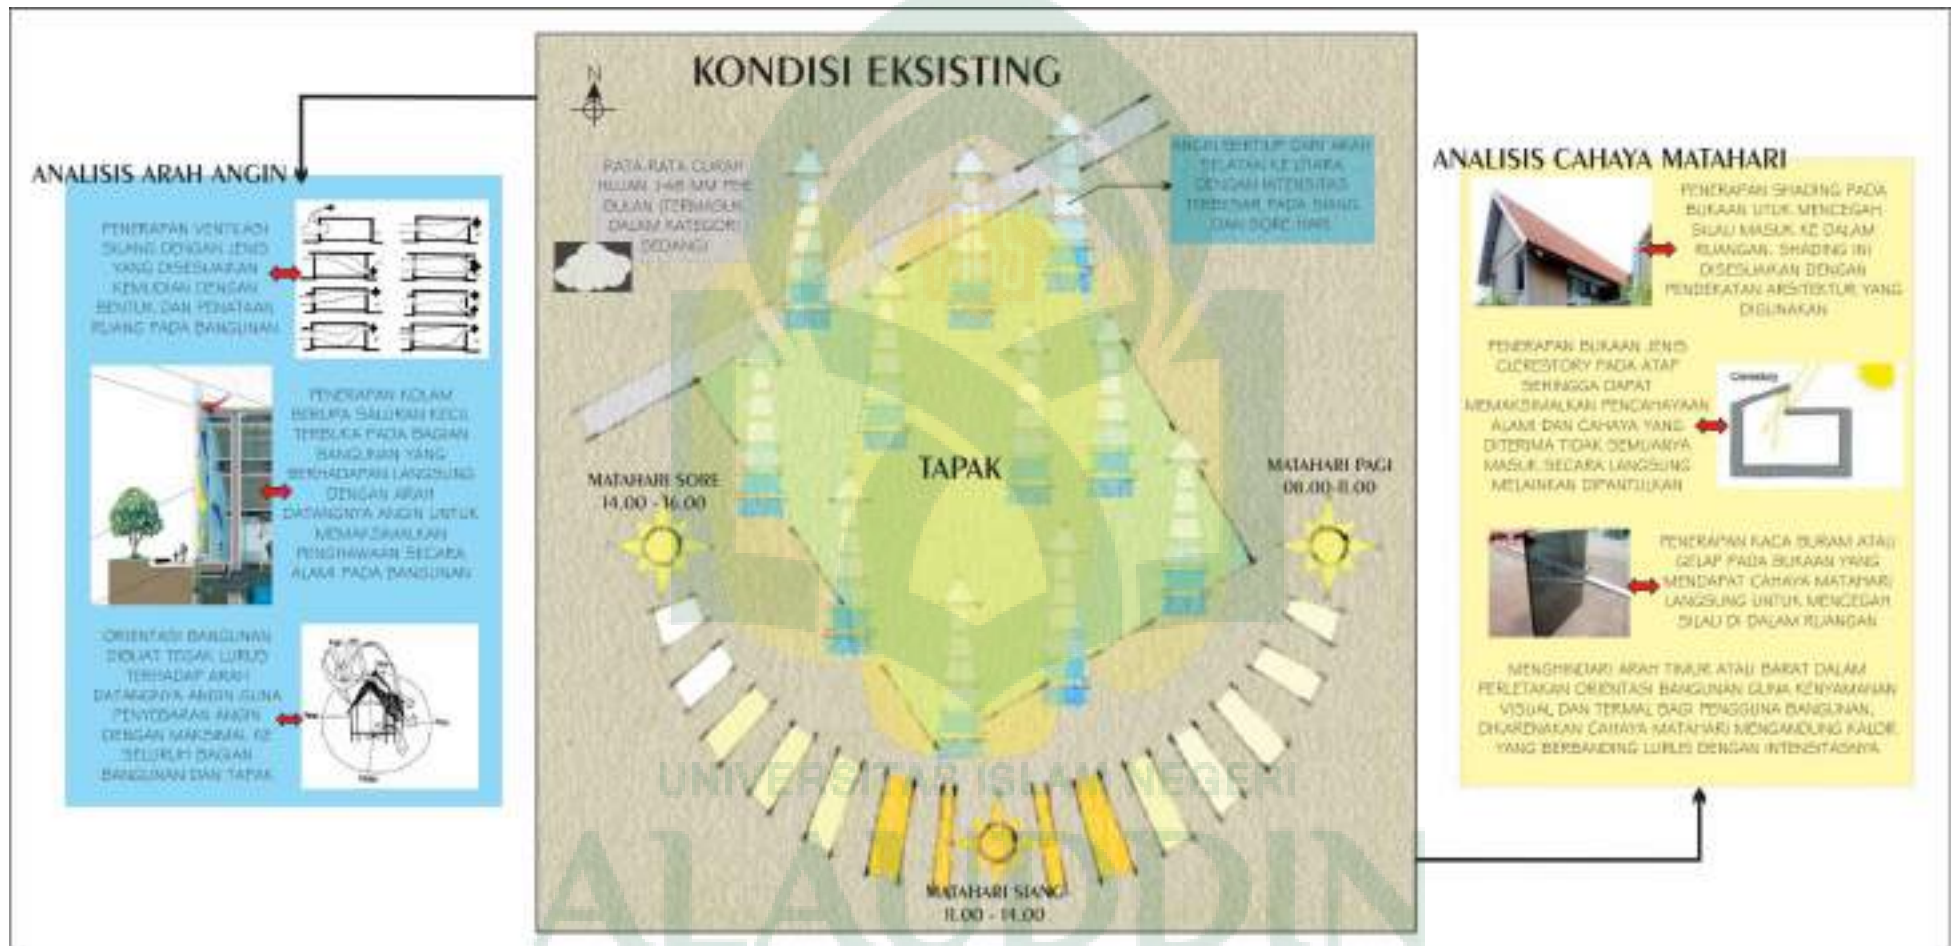 KONDISI EKSISTING
N
RATA-RATA CURAH
HUJAN 148 MM PER
BULAN (TERMASUK
DALAM KATEGORI
SEDANG)
ANGIN BERTIUP DARI ARAH
SELATAN KE UTARA
DENGAN INTENSITAS
TERBESAR PADA SIANG
DAN SORE HARI
TAPAK
MATAHARI SORE
14.00 - 16.00
MATAHARI PAGI
08.00-11.00
MATAHARI SIANG
11.00 - 14.00
ANALISIS ARAH ANGIN
PENERAPAN VENTILASI
SILANG DENGAN JENIS
YANG DISESUAIKAN
KEMUDIAN DENGAN
BENTUK DAN PENATAAN
RUANG PADA BANGUNAN
PENERAPAN KOLAM
BERUPA SALURAN KECIL
TERBUKA PADA BAGIAN
BANGUNAN YANG
BERHADAPAN LANGSUNG
DENGAN ARAH
DATANGNYA ANGIN UNTUK
MEMAKSIMALKAN
PENGHAWAAN SECARA
ALAMI PADA BANGUNAN
ORIENTASI BANGUNAN
DIBUAT TEGAK LURUS
TERHADAP ARAH
DATANGNYA ANGIN GUNA
PENYEBARAN ANGIN
DENGAN MAKSIMAL KE
SELURUH BAGIAN
BANGUNAN DAN TAPAK
ANALISIS CAHAYA MATAHARI
PENERAPAN SHADING PADA
BUKAAN UTUK MENCEGAH
SILAU MASUK KE DALAM
RUANGAN. SHADING INI
DISESUAIKAN DENGAN
PENDEKATAN ARSITEKTUR YANG
DIGUNAKAN
PENERAPAN BUKAAN JENIS
CLERESTORY PADA ATAP
SEHINGGA DAPAT
MEMAKSIMALKAN PENCAHAYAAN
ALAMI DAN CAHAYA YANG
DITERIMA TIDAK SEMUANYA
MASUK SECARA LANGSUNG
MELAINKAN DIPANTULKAN
Clerestory
PENERAPAN KACA BURAM ATAU
GELAP PADA BUKAAN YANG
MENDAPAT CAHAYA MATAHARI
LANGSUNG UNTUK MENCEGAH
SILAU DI DALAM RUANGAN
MENGHINDARI ARAH TIMUR ATAU BARAT DALAM
PERLETAKAN ORIENTASI BANGUNAN GUNA KENYAMANAN
VISUAL DAN TERMAL BAGI PENGGUNA BANGUNAN,
DIKARENAKAN CAHAYA MATAHARI MENGANDUNG KALOR
YANG BERBANDING LURUS DENGAN INTENSITASNYA
UNIVERSITAS ISLAM NEGERI
ALAUDDIN